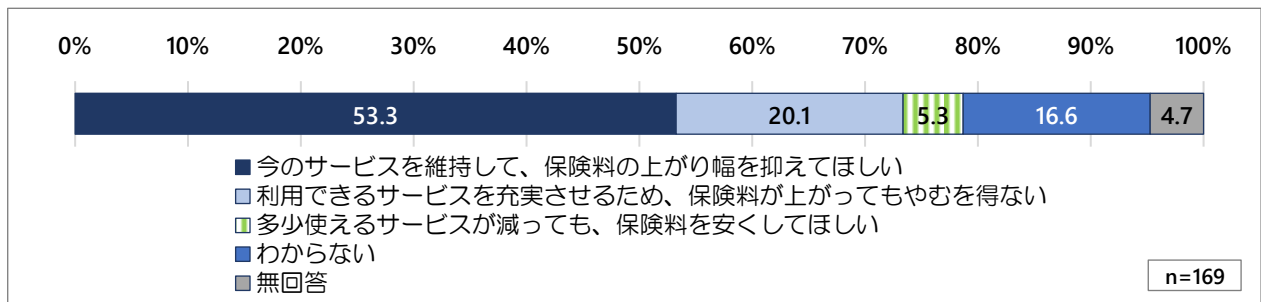 0% 10% 20% 30% 40% 50% 60% 70% 80% 90% 100%
53.3 20.1 5.3 16.6 4.7
今のサービスを維持して、保険料の上がり幅を抑えてほしい
利用できるサービスを充実させるため、保険料が上がってもやむを得ない
多少使えるサービスが減っても、保険料を安くしてほしい
わからない
無回答
n=169